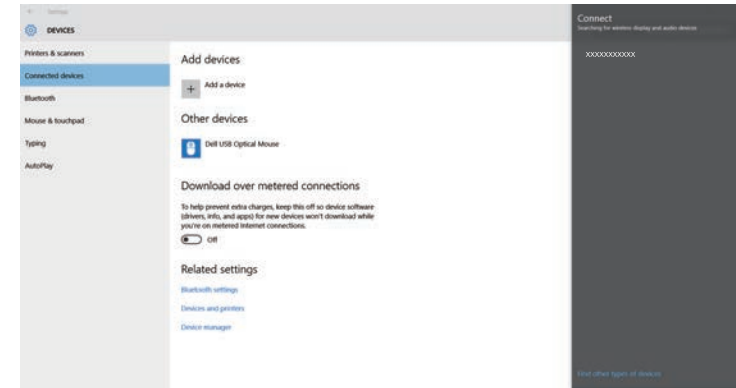 Settings
DEVICES
Printers & scanners
Connected devices
Bluetooth
Mouse & touchpad
Typing
AutoPlay
Add devices
Add a device
Other devices
Dell USB Optical Mouse
Download over metered connections
To help prevent extra charges, keep this off so device software
(drivers, info, and apps) for new devices won't download while
you're on metered Internet connections.
Off
Related settings
Bluetooth settings
Devices and printers
Device manager
Connect
Searching for wireless display and audio devices
xxxxxxxxxxx
Find other types of devices